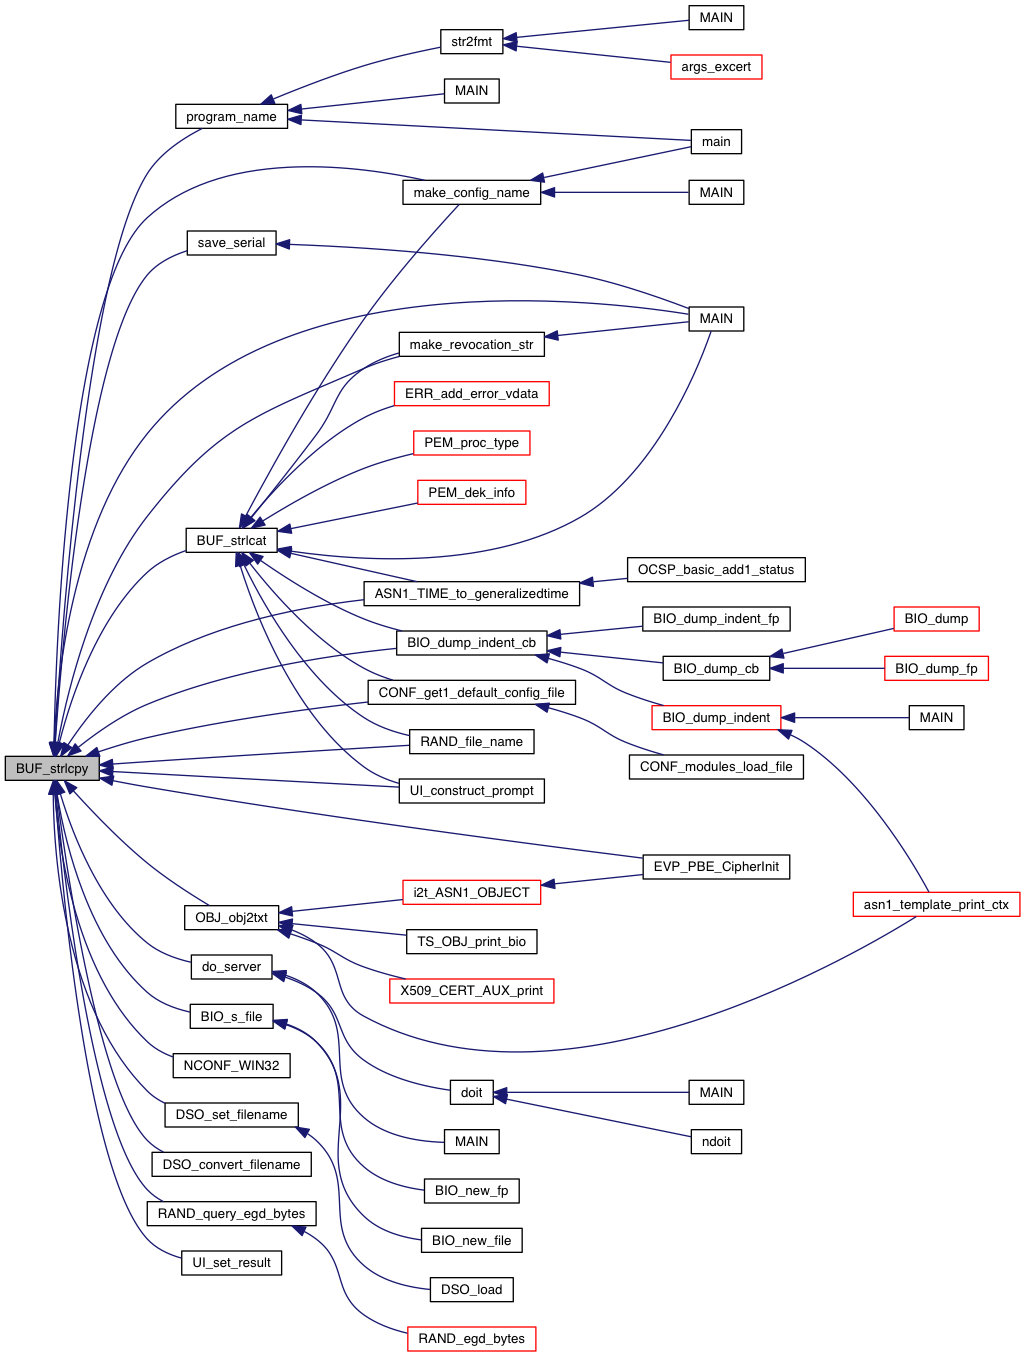 MAIN
str2fmt
args_excert
MAIN
program_name
main
make_config_name
MAIN
save_serial
MAIN
make_revocation_str
ERR_add_error_vdata
PEM_proc_type
PEM_dek_info
BUF_strlcat
OCSP_basic_add1_status
ASN1_TIME_to_generalizedtime
BIO_dump_indent_fp
BIO_dump
BIO_dump_indent_cb
BIO_dump_cb
BIO_dump_fp
CONF_get1_default_config_file
BIO_dump_indent
MAIN
RAND_file_name
CONF_modules_load_file
BUF_strlcpy
UI_construct_prompt
EVP_PBE_CipherInit
i2t_ASN1_OBJECT
asn1_template_print_ctx
OBJ_obj2txt
TS_OBJ_print_bio
do_server
X509_CERT_AUX_print
BIO_s_file
NCONF_WIN32
doit
MAIN
DSO_set_filename
MAIN
ndoit
DSO_convert_filename
BIO_new_fp
RAND_query_egd_bytes
BIO_new_file
UI_set_result
DSO_load
RAND_egd_bytes